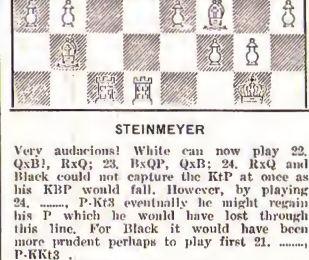 STEINMEYER
Very audacious! White can now play 22.
QxB!, RxQ; 23. BxQP, QxB; 24. RxQ and
Black could not capture the KtP at once as
his KBP would fall. However, by playing
24. ........, P-Kt3 eventually he might regain
his P which he would have lost through
this line. For Black it would have been
more prudent perhaps to play first 21. ........,
P-KKt3 .